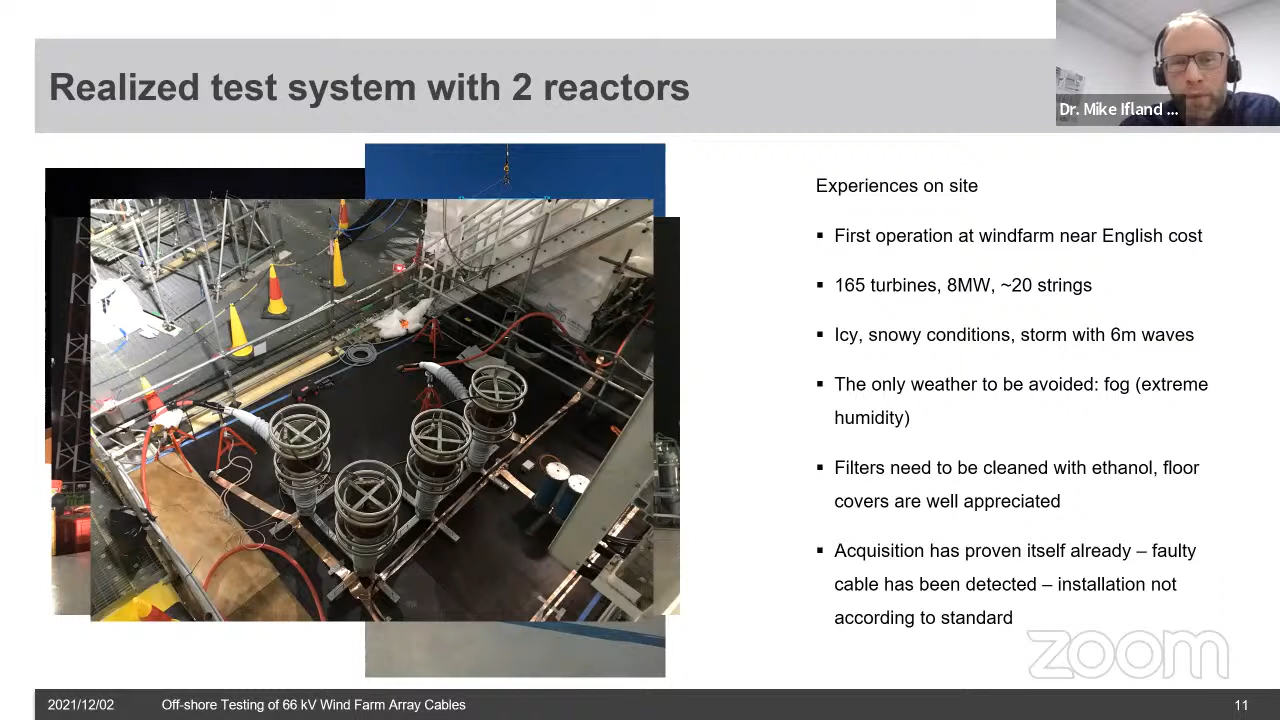 Realized test system with 2 reactors
Dr. Mike Ifland ...
Experiences on site
▪ First operation at windfarm near English cost
▪ 165 turbines, 8MW, ~20 strings
▪ Icy, snowy conditions, storm with 6m waves
▪ The only weather to be avoided: fog (extreme
humidity)
▪ Filters need to be cleaned with ethanol, floor
covers are well appreciated
▪ Acquisition has proven itself already – faulty
cable has been detected – installation not
according to standard
zoom
2021/12/02
Off-shore Testing of 66 kV Wind Farm Array Cables
11